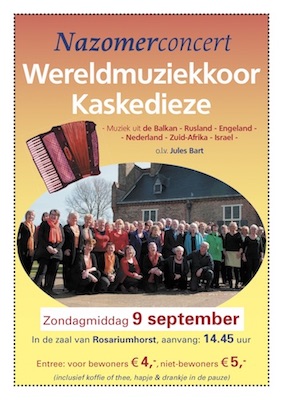 Nazomerconcert
Wereldmuziekkoor
Kaskedieze
- Muziek uit de Balkan - Rusland - Engeland -
- Nederland - Zuid-Afrika - Israel -
o.l.v. Jules Bart
Zondagmiddag 9 september
In de zaal van Rosariumhorst, aanvang: 14.45 uur
Entree: voor bewoners € 4,-, niet-bewoners € 5,-
(inclusief koffie of thee, hapje & drankje in de pauze)